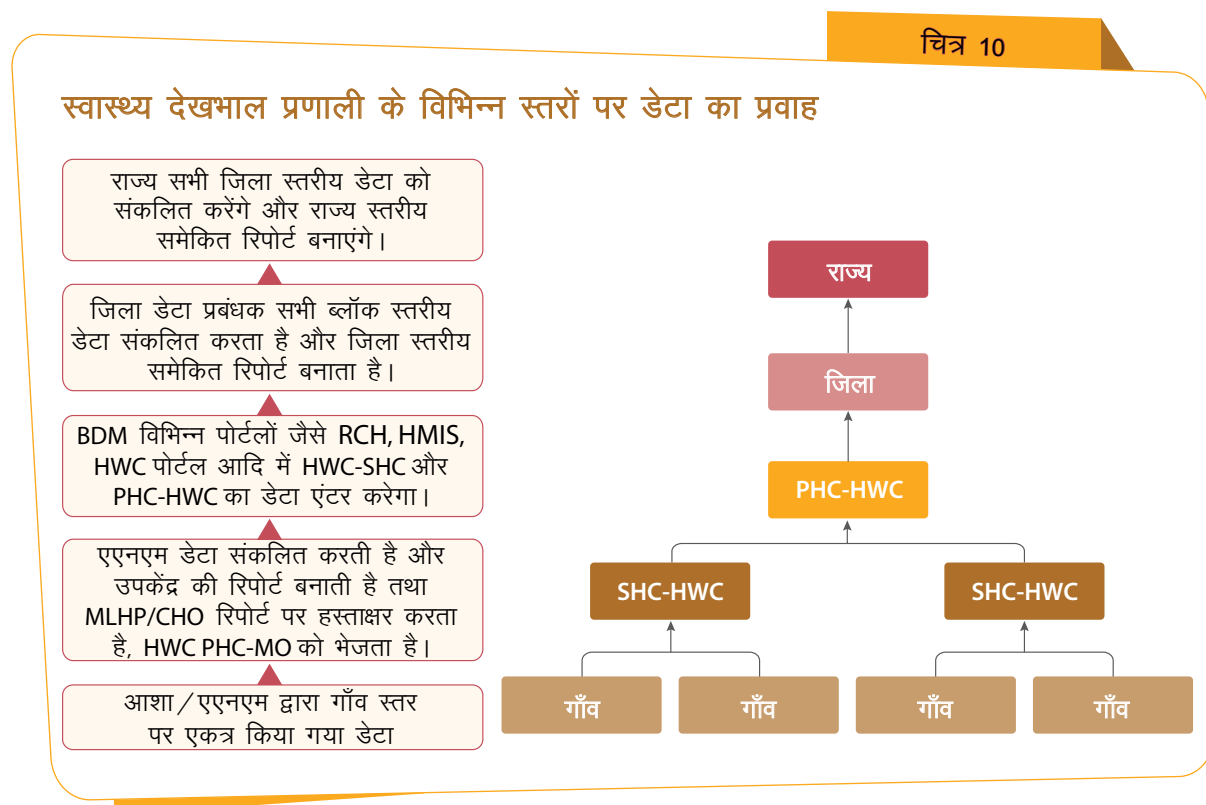 चित्र 10
स्वास्थ्य देखभाल प्रणाली के विभिन्न स्तरों पर डेटा का प्रवाह
राज्य सभी जिला स्तरीय डेटा को
संकलित करेंगे और राज्य स्तरीय
समेकित रिपोर्ट बनाएंगे।
जिला डेटा प्रबंधक सभी ब्लॉक स्तरीय
डेटा संकलित करता है और जिला स्तरीय
समेकित रिपोर्ट बनाता है।
BDM विभिन्न पोर्टलों जैसे RCH, HMIS,
HWC पोर्टल आदि में HWC-SHC और
PHC-HWC का डेटा एंटर करेगा।
एएनएम डेटा संकलित करती है और
उपकेंद्र की रिपोर्ट बनाती है तथा
MLHP/CHO रिपोर्ट पर हस्ताक्षर करता
है, HWC PHC-MO को भेजता है।
आशा/एएनएम द्वारा गाँव स्तर
पर एकत्र किया गया डेटा
राज्य
जिला
PHC-HWC
SHC-HWC SHC-HWC
गाँव गाँव गाँव गाँव